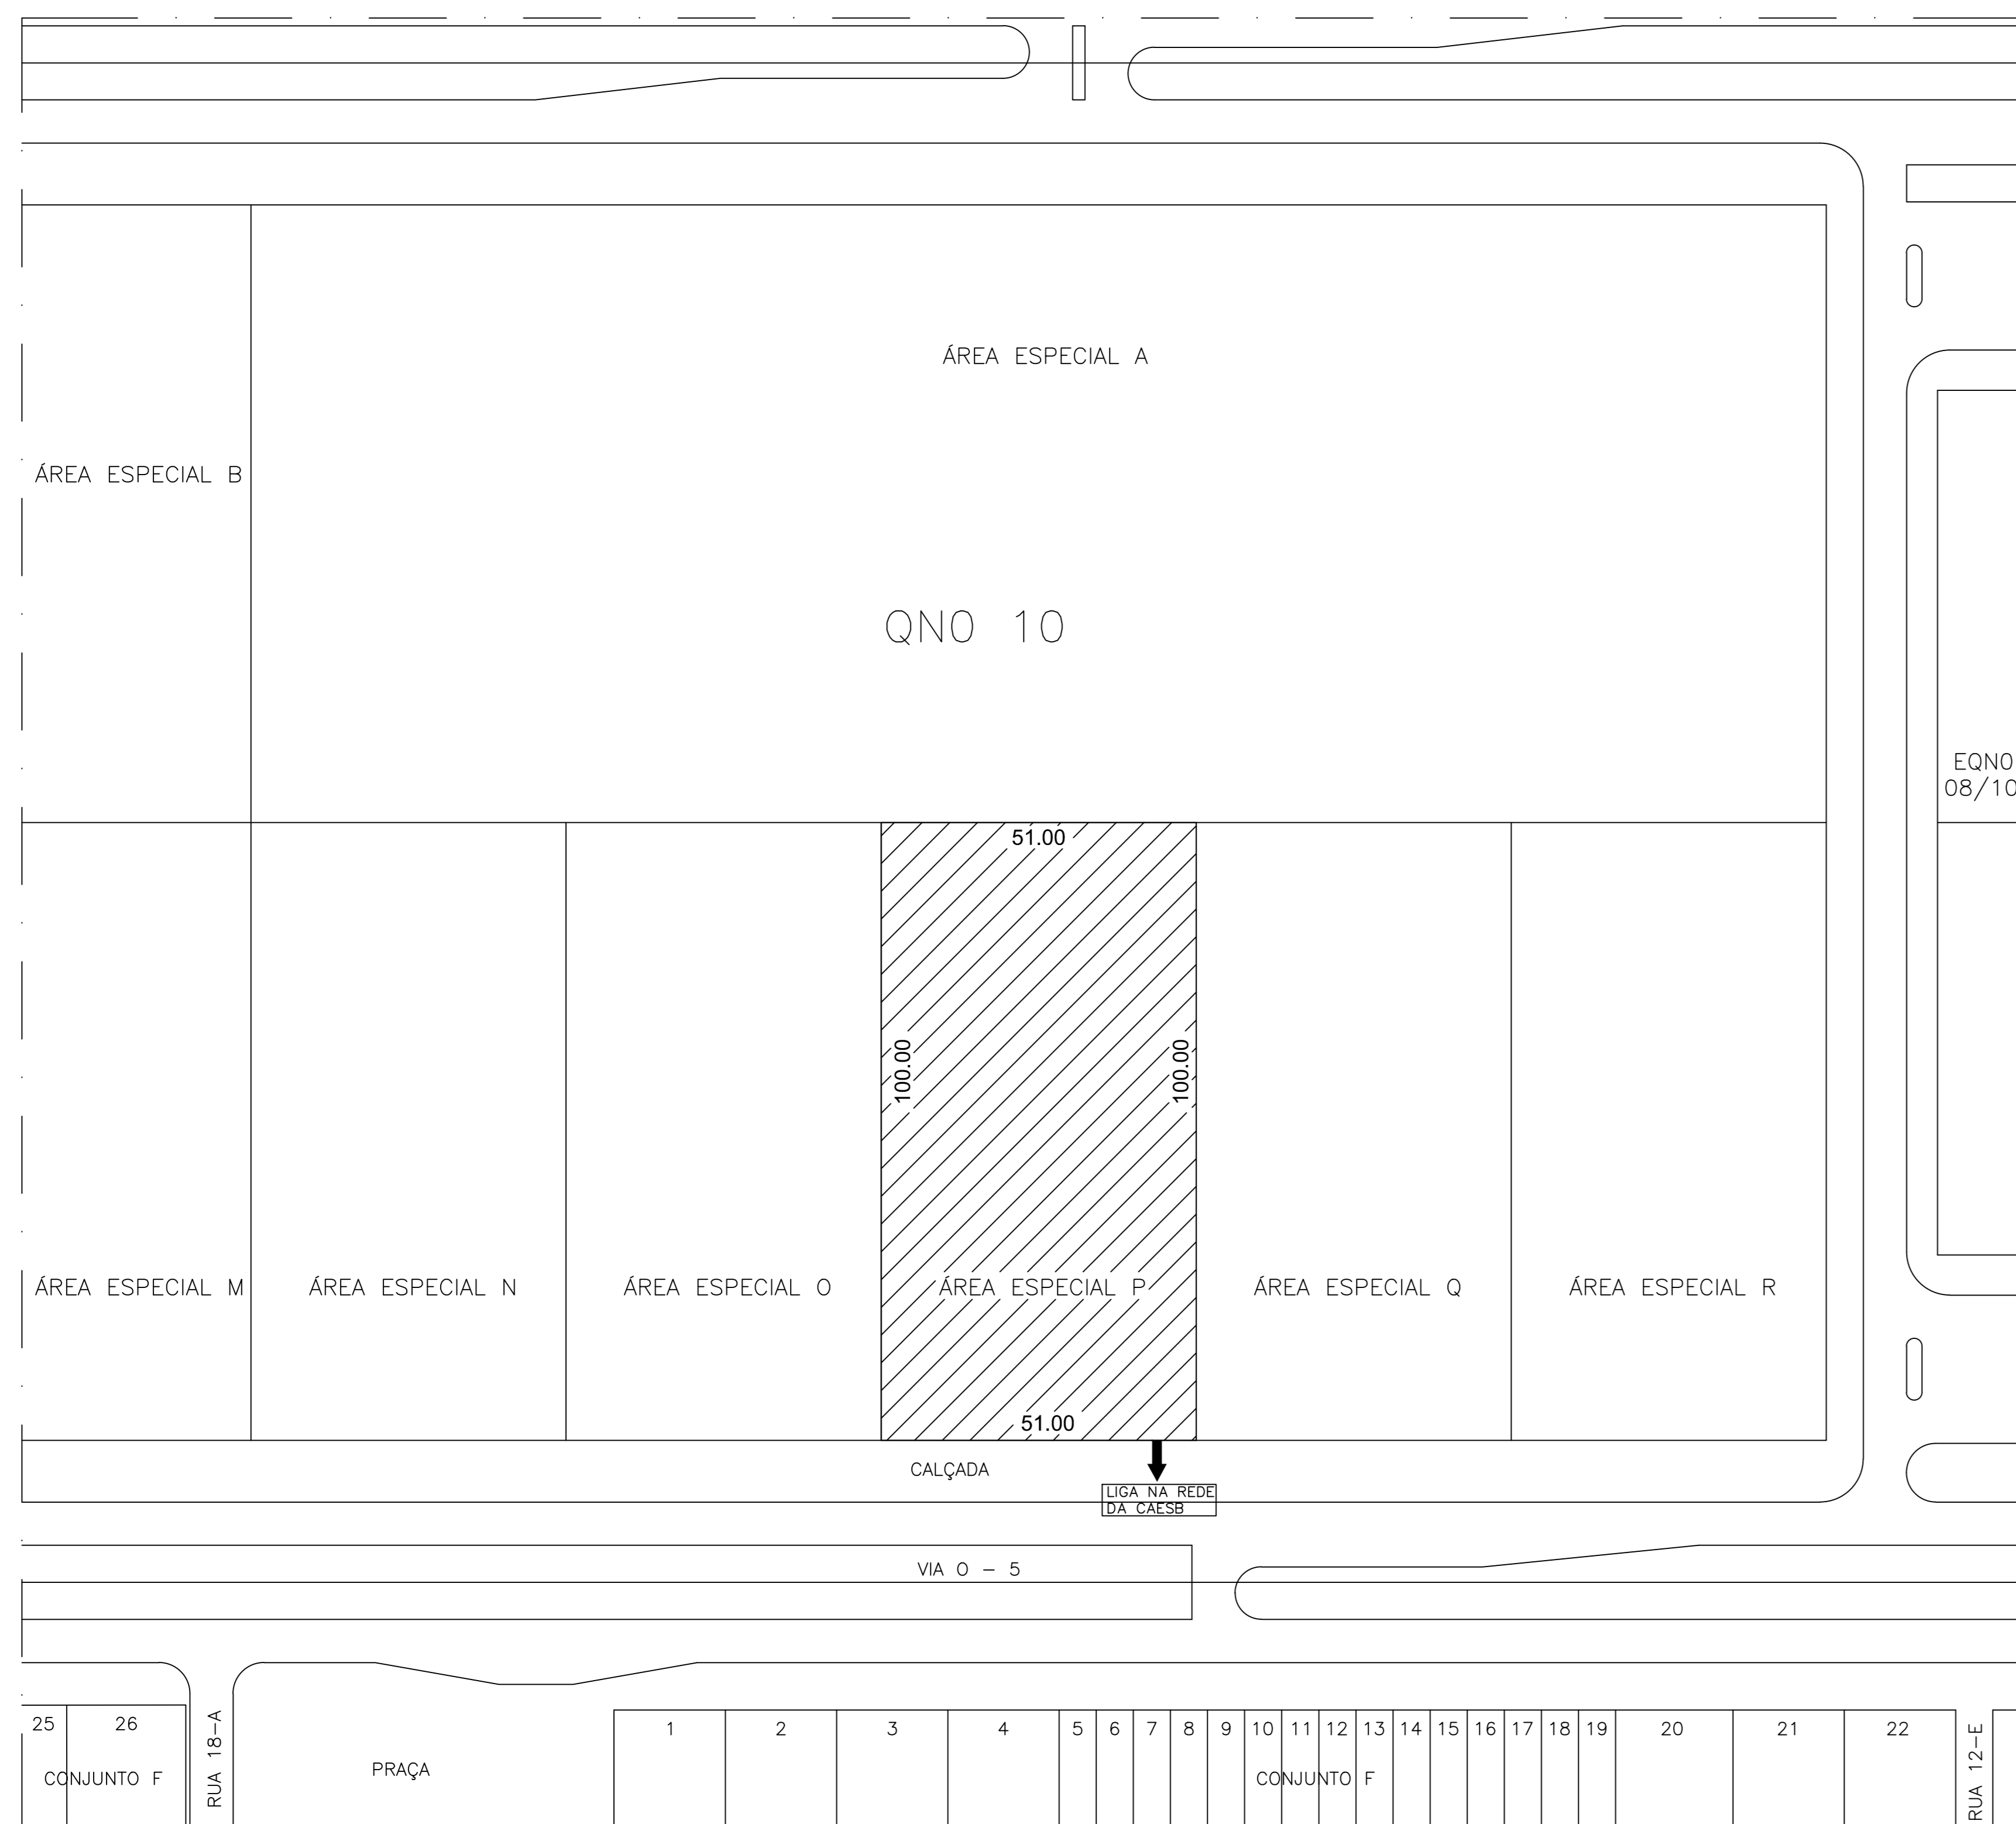 ÁREA ESPECIAL A
ÁREA ESPECIAL B
QNO 10
EQNO
08/10
51.00
100.00
100.00
ÁREA ESPECIAL M
ÁREA ESPECIAL N
ÁREA ESPECIAL O
ÁREA ESPECIAL P
ÁREA ESPECIAL Q
ÁREA ESPECIAL R
51.00
CALÇADA
LIGA NA REDE
DA CAESB
VIA O - 5
25
26
CONJUNTO F
RUA 18-A
PRAÇA
1
2
3
4
5
6
7
8
9
10
11
12
13
14
15
16
17
18
19
20
21
22
CONJUNTO F
RUA 12-E